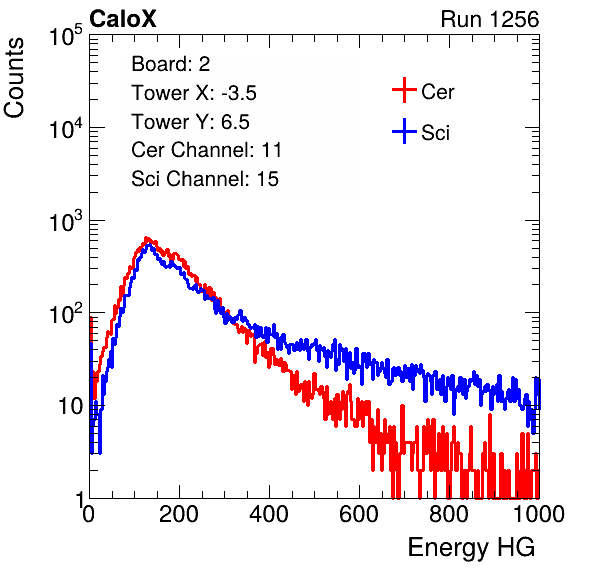 CaloX Run 1256
Counts
Board: 2
Tower X: -3.5
Tower Y: 6.5
Cer Channel: 11
Sci Channel: 15
Cer
Sci
10^5
10^4
10^3
10^2
10
1
0 200 400 600 800 1000
Energy HG